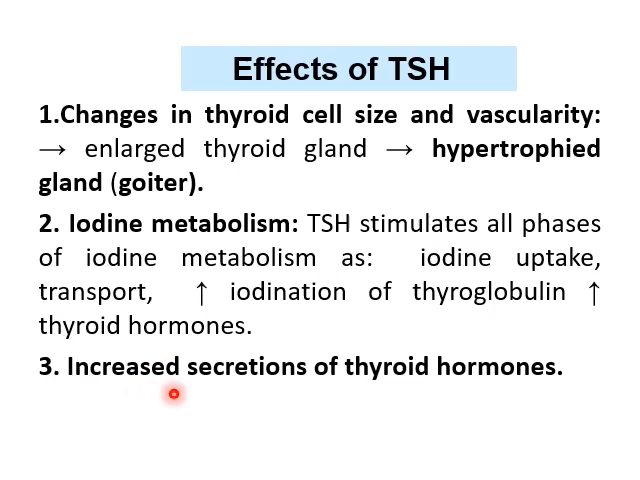 Effects of TSH
1.Changes in thyroid cell size and vascularity:
→ enlarged thyroid gland → hypertrophied
gland (goiter).
2. Iodine metabolism: TSH stimulates all phases
of iodine metabolism as: iodine uptake,
transport, ↑ iodination of thyroglobulin ↑
thyroid hormones.
3. Increased secretions of thyroid hormones.